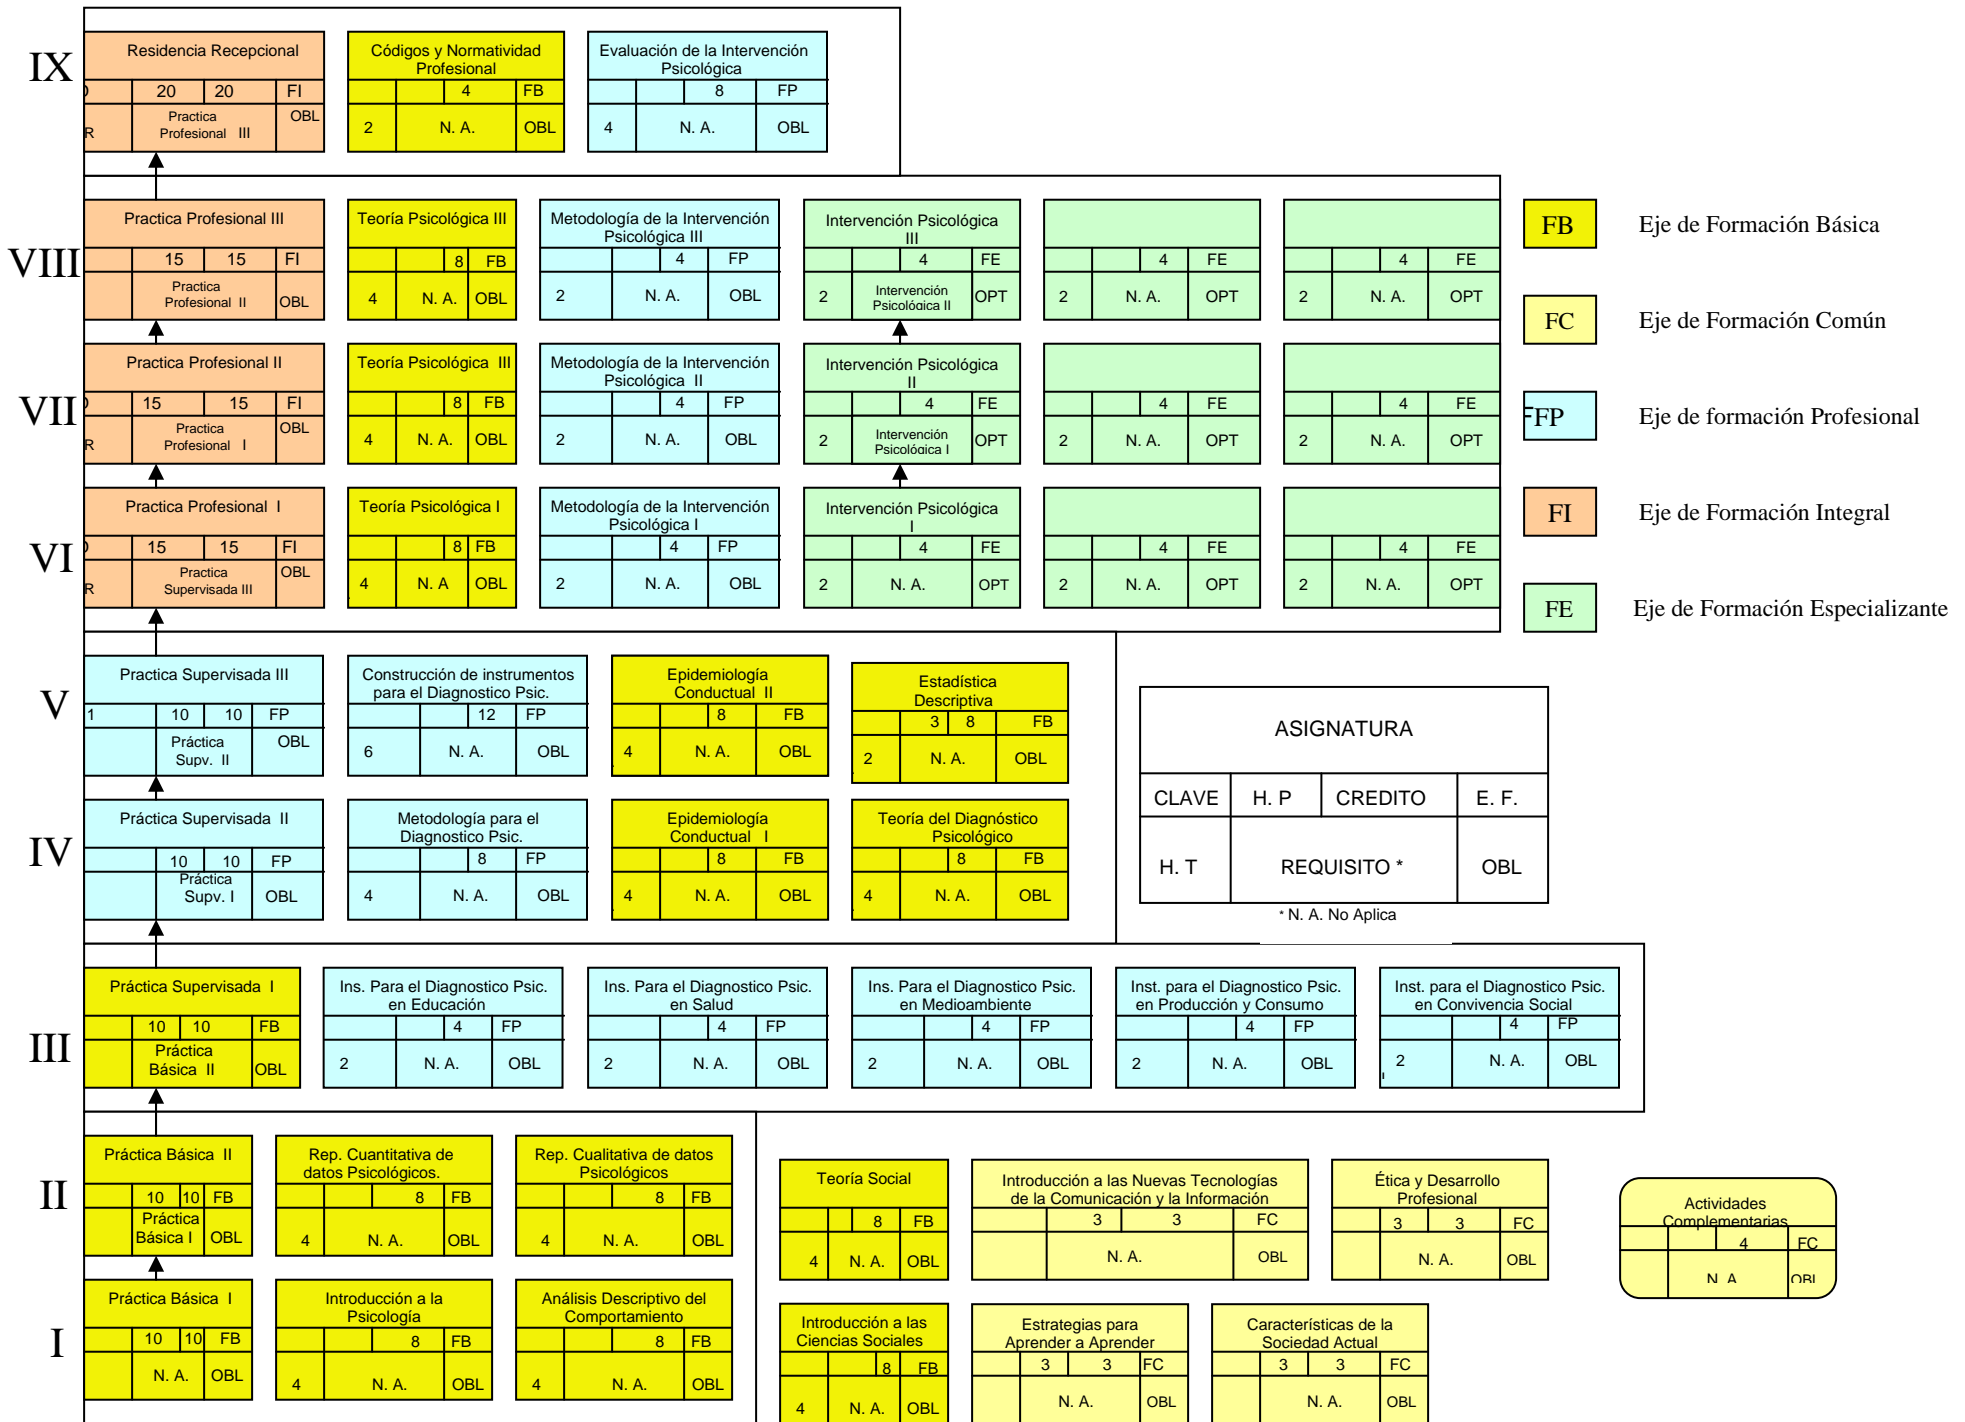 IX
Residencia Recepcional
20 20 FI
Practica
Profesional III
OBL
R
Códigos y Normatividad
Profesional
4 FB
2 N. A. OBL
Evaluación de la Intervención
Psicológica
8 FP
4 N. A. OBL
VIII
Practica Profesional III
15 15 FI
Practica
Profesional II
OBL
Teoría Psicológica III
8 FB
4 N. A. OBL
Metodología de la Intervención
Psicológica III
4 FP
2 N. A. OBL
Intervención Psicológica
III
4 FE
2
Intervención
Psicológica II
OPT
4 FE
2 N. A. OPT
4 FE
2 N. A. OPT
VII
Practica Profesional II
15 15 FI
Practica
Profesional I
OBL
R
Teoría Psicológica III
8 FB
4 N. A. OBL
Metodología de la Intervención
Psicológica II
4 FP
2 N. A. OBL
Intervención Psicológica
II
4 FE
2
Intervención
Psicológica I
OPT
4 FE
2 N. A. OPT
4 FE
2 N. A. OPT
VI
Practica Profesional I
15 15 FI
Practica
Supervisada III
OBL
R
Teoría Psicológica I
8 FB
4 N. A OBL
Metodología de la Intervención
Psicológica I
4 FP
2 N. A. OBL
Intervención Psicológica
I
4 FE
2 N. A. OPT
4 FE
2 N. A. OPT
4 FE
2 N. A. OPT
FB Eje de Formación Básica
FC Eje de Formación Común
FP Eje de formación Profesional
FI Eje de Formación Integral
FE Eje de Formación Especializante
V
Practica Supervisada III
1 10 10 FP
Práctica
Supv. II
OBL
Construcción de instrumentos
para el Diagnostico Psic.
12 FP
6 N. A. OBL
Epidemiología
Conductual II
8 FB
4 N. A. OBL
Estadística
Descriptiva
3 8 FB
2 N. A. OBL
ASIGNATURA
CLAVE H. P CREDITO E. F.
H. T REQUISITO * OBL
* N. A. No Aplica
IV
Práctica Supervisada II
10 10 FP
Práctica
Supv. I
OBL
Metodología para el
Diagnostico Psic.
8 FP
4 N. A. OBL
Epidemiología
Conductual I
8 FB
4 N. A. OBL
Teoría del Diagnóstico
Psicológico
8 FB
4 N. A. OBL
III
Práctica Supervisada I
10 10 FB
Práctica
Básica II
OBL
Ins. Para el Diagnostico Psic.
en Educación
4 FP
2 N. A. OBL
Ins. Para el Diagnostico Psic.
en Salud
4 FP
2 N. A. OBL
Ins. Para el Diagnostico Psic.
en Medioambiente
4 FP
2 N. A. OBL
Inst. para el Diagnostico Psic.
en Producción y Consumo
4 FP
2 N. A. OBL
Inst. para el Diagnostico Psic.
en Convivencia Social
4 FP
2 N. A. OBL
II
Práctica Básica II
10 10 FB
Práctica
Básica I
OBL
Rep. Cuantitativa de
datos Psicológicos.
8 FB
4 N. A. OBL
Rep. Cualitativa de datos
Psicológicos
8 FB
4 N. A. OBL
Teoría Social
8 FB
4 N. A. OBL
Introducción a las Nuevas Tecnologías
de la Comunicación y la Información
3 3 FC
N. A. OBL
Ética y Desarrollo
Profesional
3 3 FC
N. A. OBL
Actividades
Complementarias
4 FC
N. A OBL
I
Práctica Básica I
10 10 FB
N. A. OBL
Introducción a la
Psicología
8 FB
4 N. A. OBL
Análisis Descriptivo del
Comportamiento
8 FB
4 N. A. OBL
Introducción a las
Ciencias Sociales
8 FB
4 N. A. OBL
Estrategias para
Aprender a Aprender
3 3 FC
N. A. OBL
Características de la
Sociedad Actual
3 3 FC
N. A. OBL